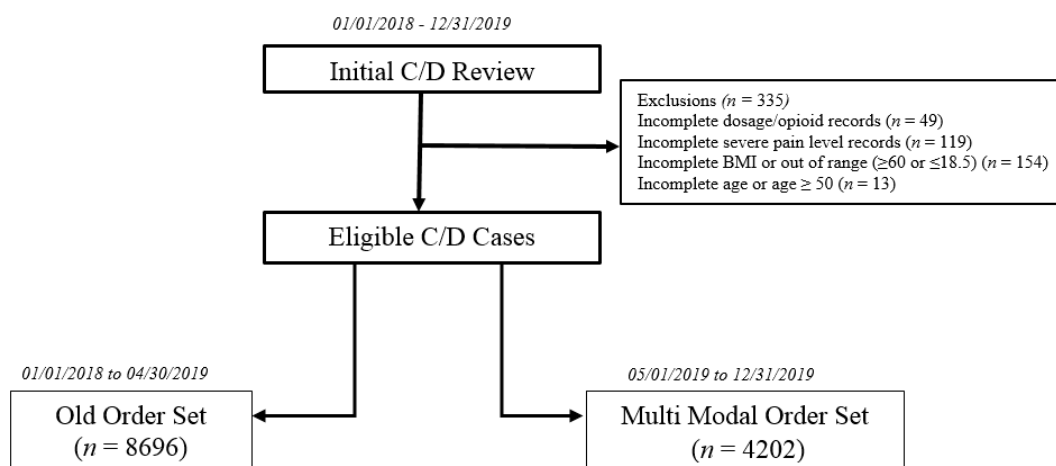 01/01/2018 - 12/31/2019
Initial C/D Review
Exclusions (n = 335)
Incomplete dosage/opioid records (n = 49)
Incomplete severe pain level records (n = 119)
Incomplete BMI or out of range (≥60 or ≤18.5) (n = 154)
Incomplete age or age ≥ 50 (n = 13)
Eligible C/D Cases
01/01/2018 to 04/30/2019
Old Order Set
(n = 8696)
05/01/2019 to 12/31/2019
Multi Modal Order Set
(n = 4202)